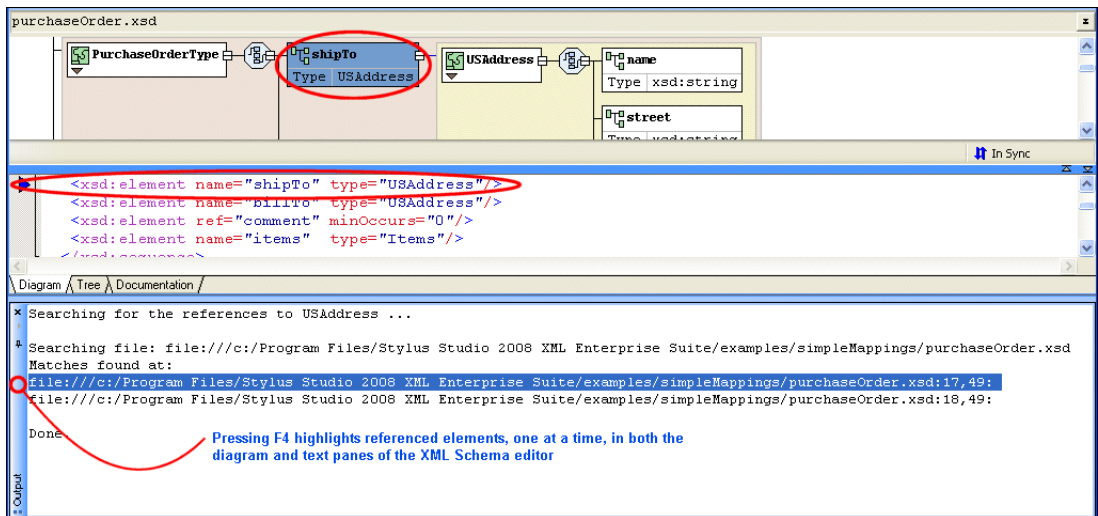 purchaseOrder.xsd
PurchaseOrderType
shipTo
Type USAddress
USAddress
name
Type xsd:string
street
Type xsd:string
In Sync
<xsd:element name="shipTo" type="USAddress"/>
<xsd:element name="billTo" type="USAddress"/>
<xsd:element ref="comment" minOccurs="0"/>
<xsd:element name="items"  type="Items"/>
</xsd:sequence>
Diagram Tree Documentation
Searching for the references to USAddress ...
Searching file: file:///c:/Program Files/Stylus Studio 2008 XML Enterprise Suite/examples/simpleMappings/purchaseOrder.xsd
Matches found at:
file:///c:/Program Files/Stylus Studio 2008 XML Enterprise Suite/examples/simpleMappings/purchaseOrder.xsd:17,49:
file:///c:/Program Files/Stylus Studio 2008 XML Enterprise Suite/examples/simpleMappings/purchaseOrder.xsd:18,49:
Done
Pressing F4 highlights referenced elements, one at a time, in both the
diagram and text panes of the XML Schema editor
Output